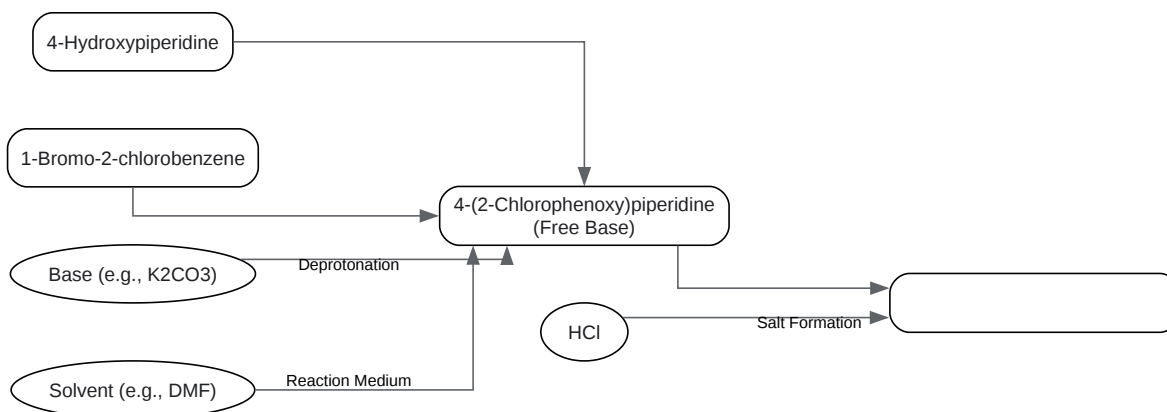 4-Hydroxypiperidine
1-Bromo-2-chlorobenzene
4-(2-Chlorophenoxy)piperidine
(Free Base)
Base (e.g., K2CO3)
Deprotonation
HCl
Salt Formation
Solvent (e.g., DMF)
Reaction Medium